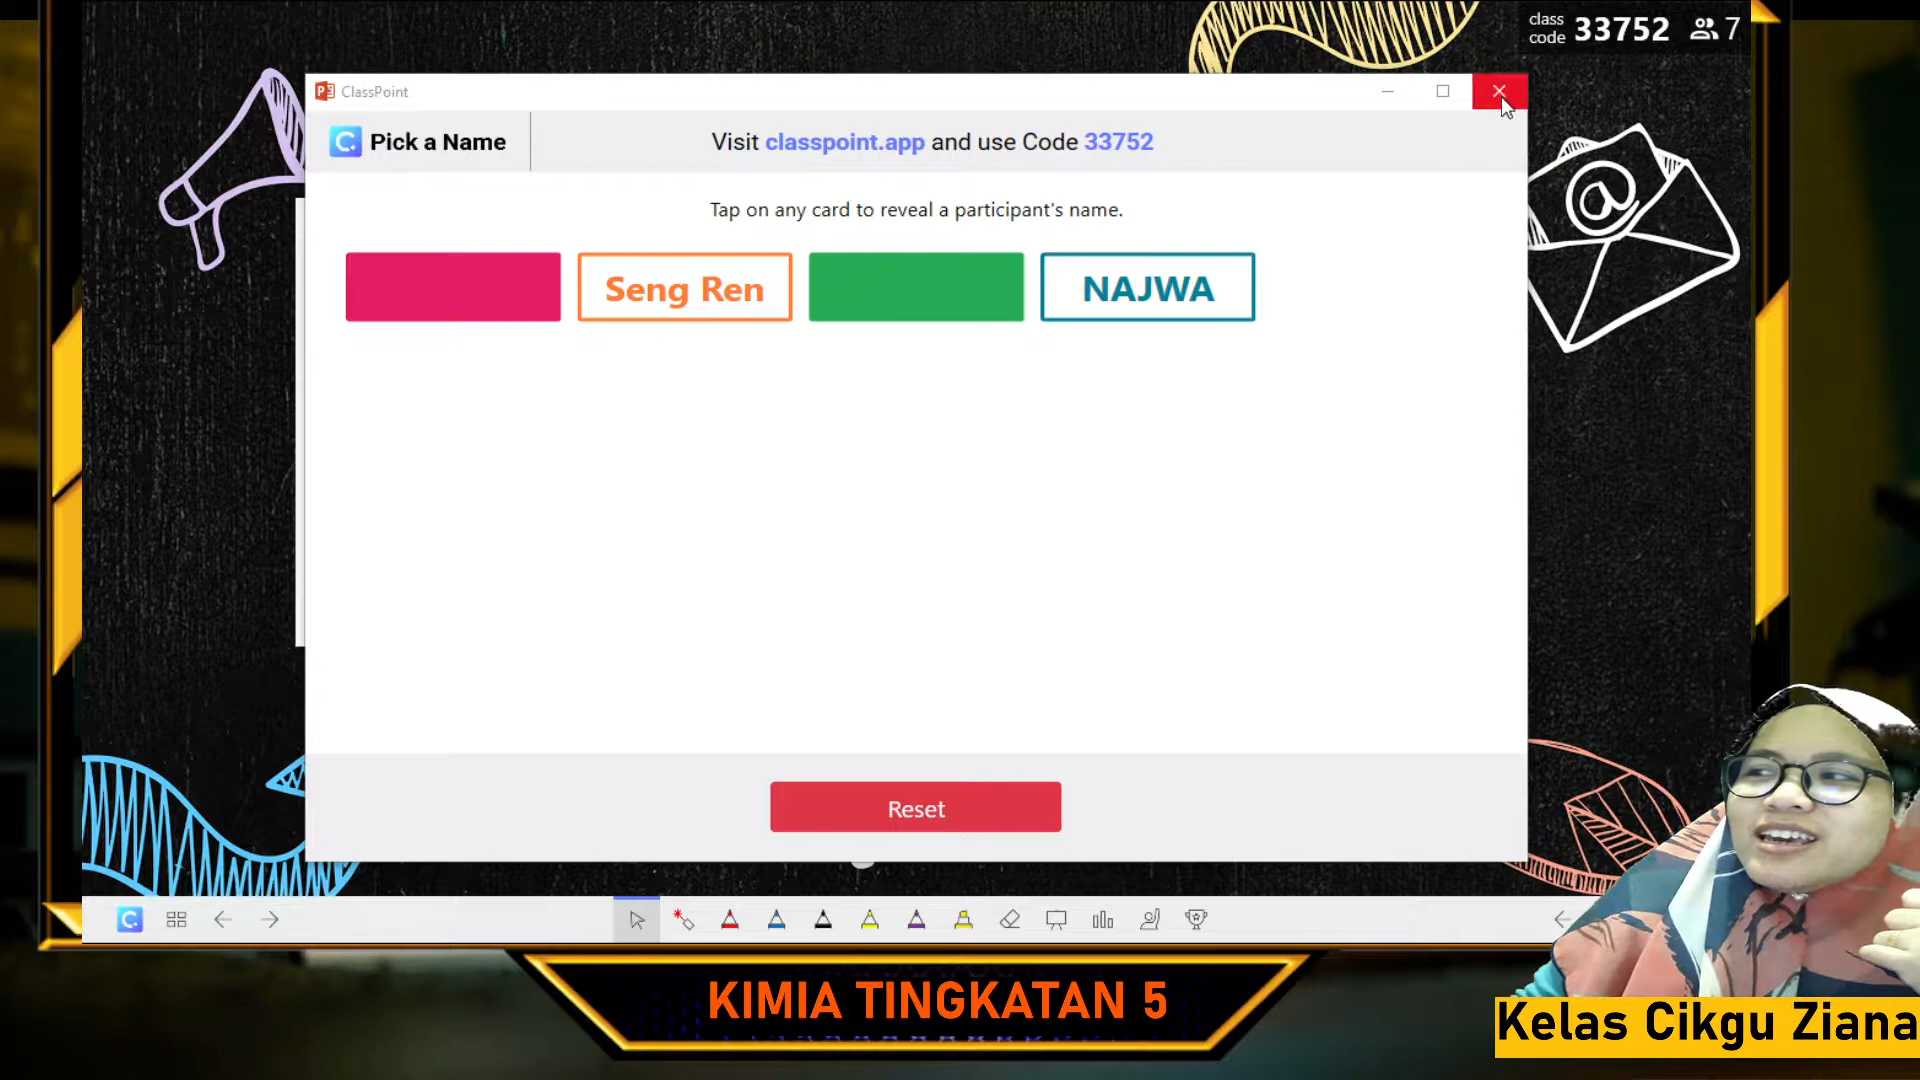 class
code 33752 7
ClassPoint
Pick a Name
Visit classpoint.app and use Code 33752
Tap on any card to reveal a participant's name.
Seng Ren
NAJWA
Reset
KIMIA TINGKATAN 5
Kelas Cikgu Ziana